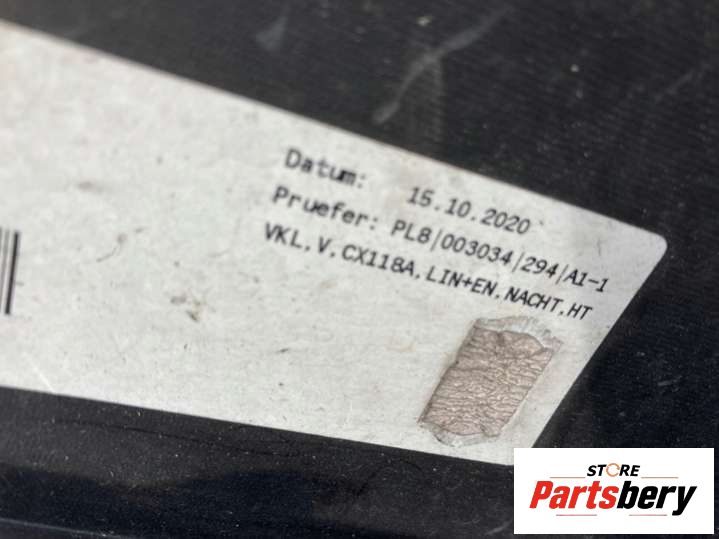 Datum: 15.10.2020
Pruefer: PL8/003034/294/A1-1
VKL,V,CX118A,LIN+EN,NACHT,HT
STORE
Partsbery